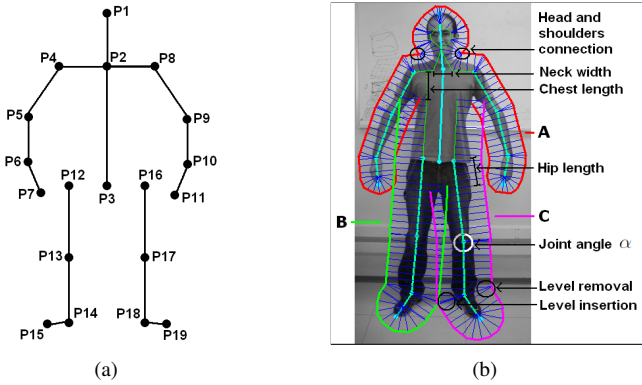 P1
P4
P2
P8
P5
P9
P6
P10
P7
P12
P3
P16
P11
P13
P17
P14
P15
P18
P19
(a)
Head and
shoulders
connection
Neck width
Chest length
A
Hip length
B
C
Joint angle α
Level removal
Level insertion
(b)